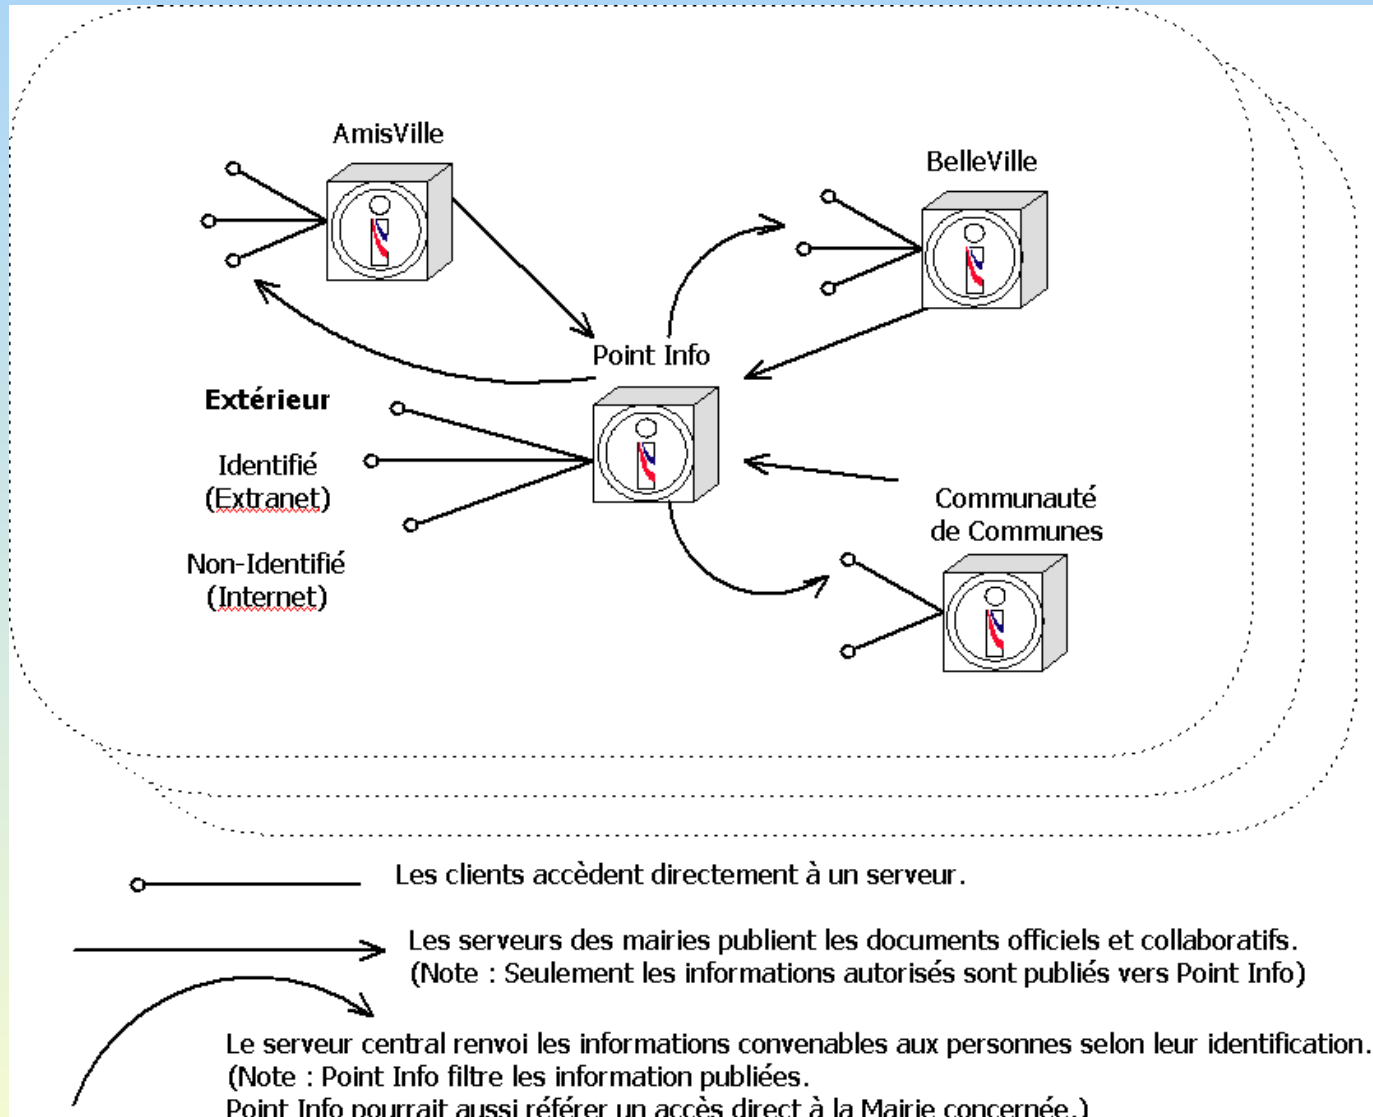 AmisVille
BelleVille
Point Info
Extérieur
Identifié
(Extranet)
Communauté
de Communes
Non-Identifié
(Internet)
Les clients accèdent directement à un serveur.
Les serveurs des mairies publient les documents officiels et collaboratifs.
(Note : Seulement les informations autorisés sont publiés vers Point Info)
Le serveur central renvoi les informations convenables aux personnes selon leur identification.
(Note : Point Info filtre les information publiées.
Point Info pourrait aussi référer un accès direct à la Mairie concernée.)